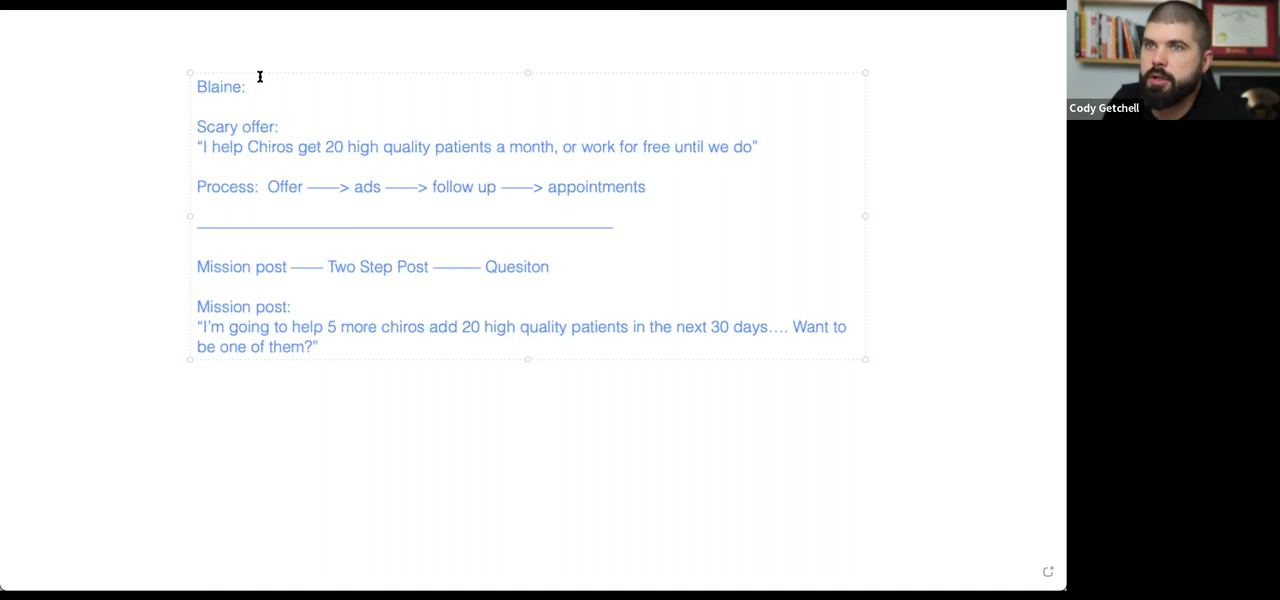 Blaine:
Scary offer:
“I help Chiros get 20 high quality patients a month, or work for free until we do”
Process:  Offer ——> ads ——> follow up ——> appointments
Mission post —— Two Step Post ——— Quesiton
Mission post:
“I’m going to help 5 more chiros add 20 high quality patients in the next 30 days…. Want to
be one of them?”
Cody Getchell